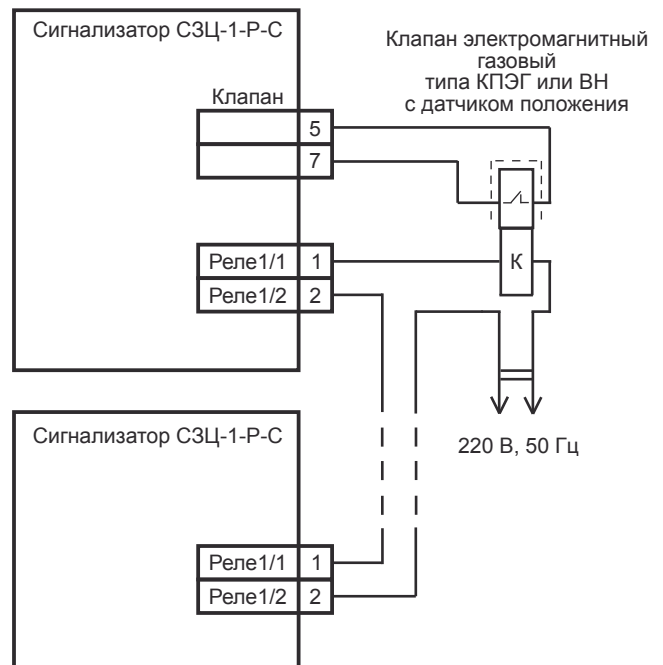 Сигнализатор СЗЦ-1-Р-С
Клапан электромагнитный
газовый
типа КПЭГ или ВН
с датчиком положения
Клапан
5
7
К
Реле1/1 1
Реле1/2 2
220 В, 50 Гц
Сигнализатор СЗЦ-1-Р-С
Реле1/1 1
Реле1/2 2